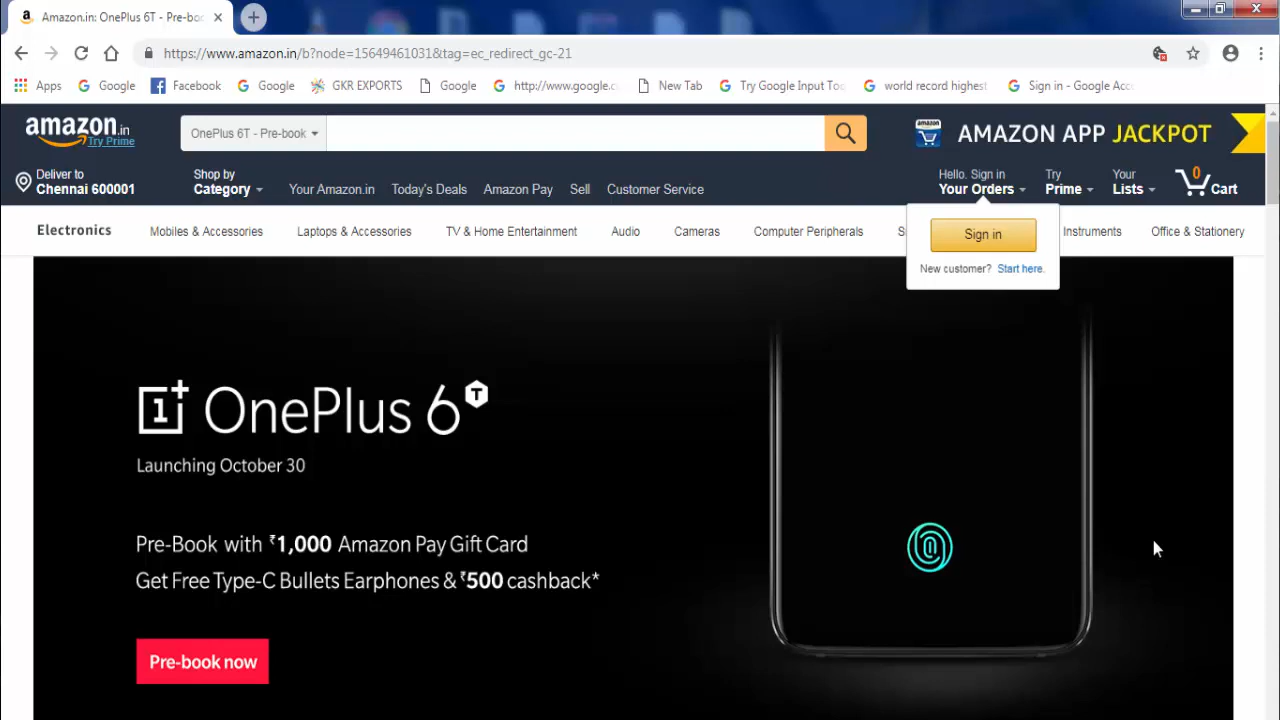 Amazon.in: OnePlus 6T - Pre-boo
https://www.amazon.in/b?node=15649461031&tag=ec_redirect_gc-21
Apps Google Facebook Google GKR EXPORTS Google http://www.google.c New Tab Try Google Input Too world record highest Sign in - Google Acc
amazon.in
Try Prime
OnePlus 6T - Pre-book
amazon
AMAZON APP JACKPOT
Deliver to
Chennai 600001
Shop by
Category
Your Amazon.in Today's Deals Amazon Pay Sell Customer Service
Hello. Sign in
Your Orders
Try
Prime
Your
Lists
0
Cart
Electronics Mobiles & Accessories Laptops & Accessories TV & Home Entertainment Audio Cameras Computer Peripherals S Instruments Office & Stationery
Sign in
New customer? Start here.
1+ OnePlus 6T
Launching October 30
Pre-Book with ₹1,000 Amazon Pay Gift Card
Get Free Type-C Bullets Earphones & ₹500 cashback*
Pre-book now